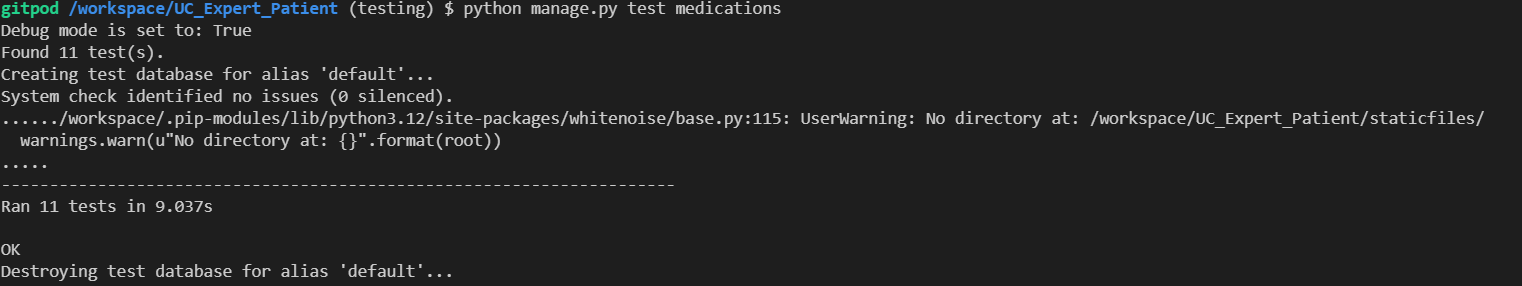 gitpod /workspace/UC_Expert_Patient (testing) $ python manage.py test medications
Debug mode is set to: True
Found 11 test(s).
Creating test database for alias 'default'...
System check identified no issues (0 silenced).
....../workspace/.pip-modules/lib/python3.12/site-packages/whitenoise/base.py:115: UserWarning: No directory at: /workspace/UC_Expert_Patient/staticfiles/
  warnings.warn(u"No directory at: {}".format(root))
.....
----------------------------------------------------------------------
Ran 11 tests in 9.037s

OK
Destroying test database for alias 'default'...